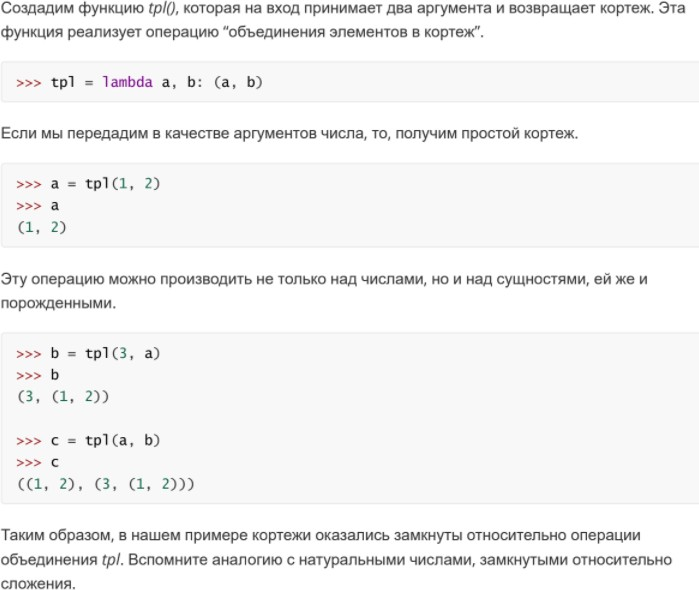 Создадим функцию tpl(), которая на вход принимает два аргумента и возвращает кортеж. Эта
функция реализует операцию “объединения элементов в кортеж”.
>>> tpl = lambda a, b: (a, b)
Если мы передадим в качестве аргументов числа, то, получим простой кортеж.
>>> a = tpl(1, 2)
>>> a
(1, 2)
Эту операцию можно производить не только над числами, но и над сущностями, ей же и
порожденными.
>>> b = tpl(3, a)
>>> b
(3, (1, 2))
>>> c = tpl(a, b)
>>> c
((1, 2), (3, (1, 2)))
Таким образом, в нашем примере кортежи оказались замкнуты относительно операции
объединения tpl. Вспомните аналогию с натуральными числами, замкнутыми относительно
сложения.